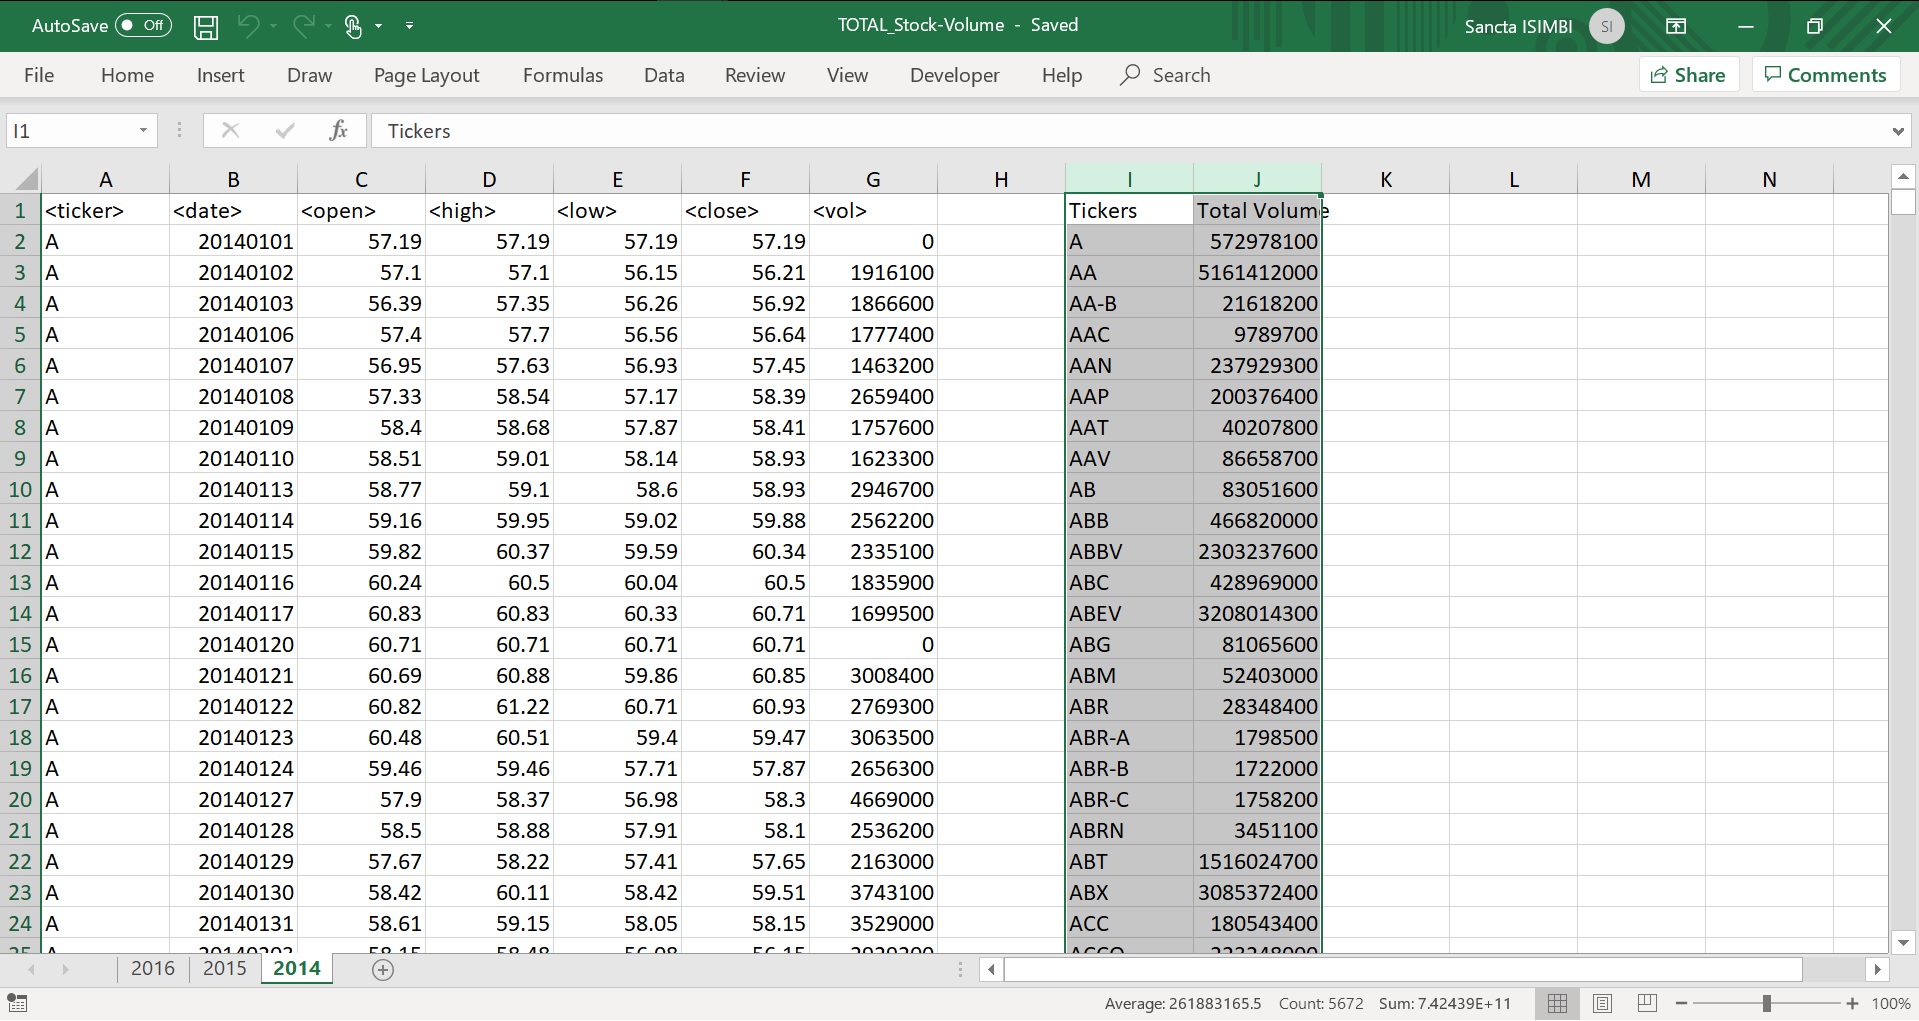 AutoSave Off TOTAL_Stock-Volume - Saved Sancta ISIMBI SI
File Home Insert Draw Page Layout Formulas Data Review View Developer Help Search Share Comments
I1 fx Tickers
A B C D E F G H I J K L M N
1 <ticker> <date> <open> <high> <low> <close> <vol> Tickers Total Volume
2 A 20140101 57.19 57.19 57.19 57.19 0 A 572978100
3 A 20140102 57.1 57.1 56.15 56.21 1916100 AA 5161412000
4 A 20140103 56.39 57.35 56.26 56.92 1866600 AA-B 21618200
5 A 20140106 57.4 57.7 56.56 56.64 1777400 AAC 9789700
6 A 20140107 56.95 57.63 56.93 57.45 1463200 AAN 237929300
7 A 20140108 57.33 58.54 57.17 58.39 2659400 AAP 200376400
8 A 20140109 58.4 58.68 57.87 58.41 1757600 AAT 40207800
9 A 20140110 58.51 59.01 58.14 58.93 1623300 AAV 86658700
10 A 20140113 58.77 59.1 58.6 58.93 2946700 AB 83051600
11 A 20140114 59.16 59.95 59.02 59.88 2562200 ABB 466820000
12 A 20140115 59.82 60.37 59.59 60.34 2335100 ABBV 2303237600
13 A 20140116 60.24 60.5 60.04 60.5 1835900 ABC 428969000
14 A 20140117 60.83 60.83 60.33 60.71 1699500 ABEV 3208014300
15 A 20140120 60.71 60.71 60.71 60.71 0 ABG 81065600
16 A 20140121 60.69 60.88 59.86 60.85 3008400 ABM 52403000
17 A 20140122 60.82 61.22 60.71 60.93 2769300 ABR 28348400
18 A 20140123 60.48 60.51 59.4 59.47 3063500 ABR-A 1798500
19 A 20140124 59.46 59.46 57.71 57.87 2656300 ABR-B 1722000
20 A 20140127 57.9 58.37 56.98 58.3 4669000 ABR-C 1758200
21 A 20140128 58.5 58.88 57.91 58.1 2536200 ABRN 3451100
22 A 20140129 57.67 58.22 57.41 57.65 2163000 ABT 1516024700
23 A 20140130 58.42 60.11 58.42 59.51 3743100 ABX 3085372400
24 A 20140131 58.61 59.15 58.05 58.15 3529000 ACC 180543400
2016 2015 2014
Average: 261883165.5 Count: 5672 Sum: 7.42439E+11 100%